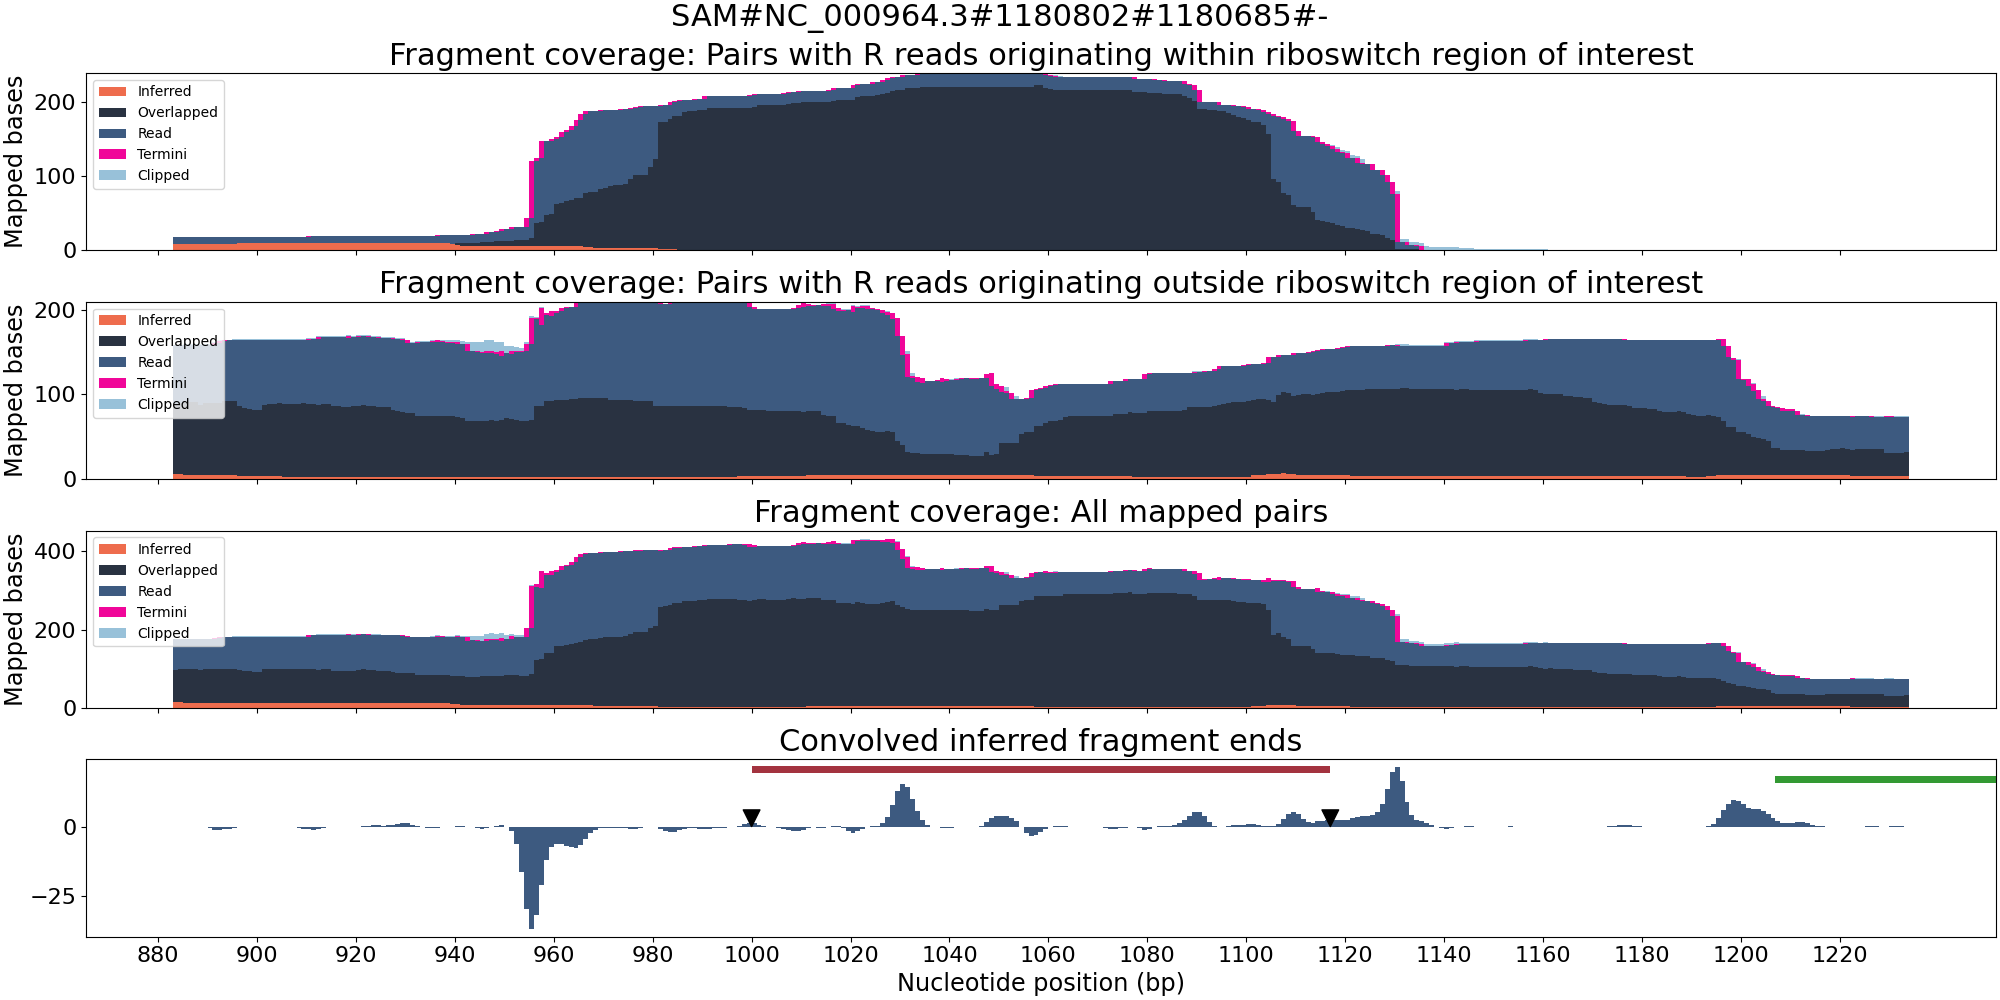 SAM#NC_000964.3#1180802#1180685#-
Fragment coverage: Pairs with R reads originating within riboswitch region of interest
Mapped bases
200
100
0
Inferred
Overlapped
Read
Termini
Clipped
Fragment coverage: Pairs with R reads originating outside riboswitch region of interest
Mapped bases
200
100
0
Inferred
Overlapped
Read
Termini
Clipped
Fragment coverage: All mapped pairs
Mapped bases
400
200
0
Inferred
Overlapped
Read
Termini
Clipped
Convolved inferred fragment ends
0
−25
880 900 920 940 960 980 1000 1020 1040 1060 1080 1100 1120 1140 1160 1180 1200 1220
Nucleotide position (bp)